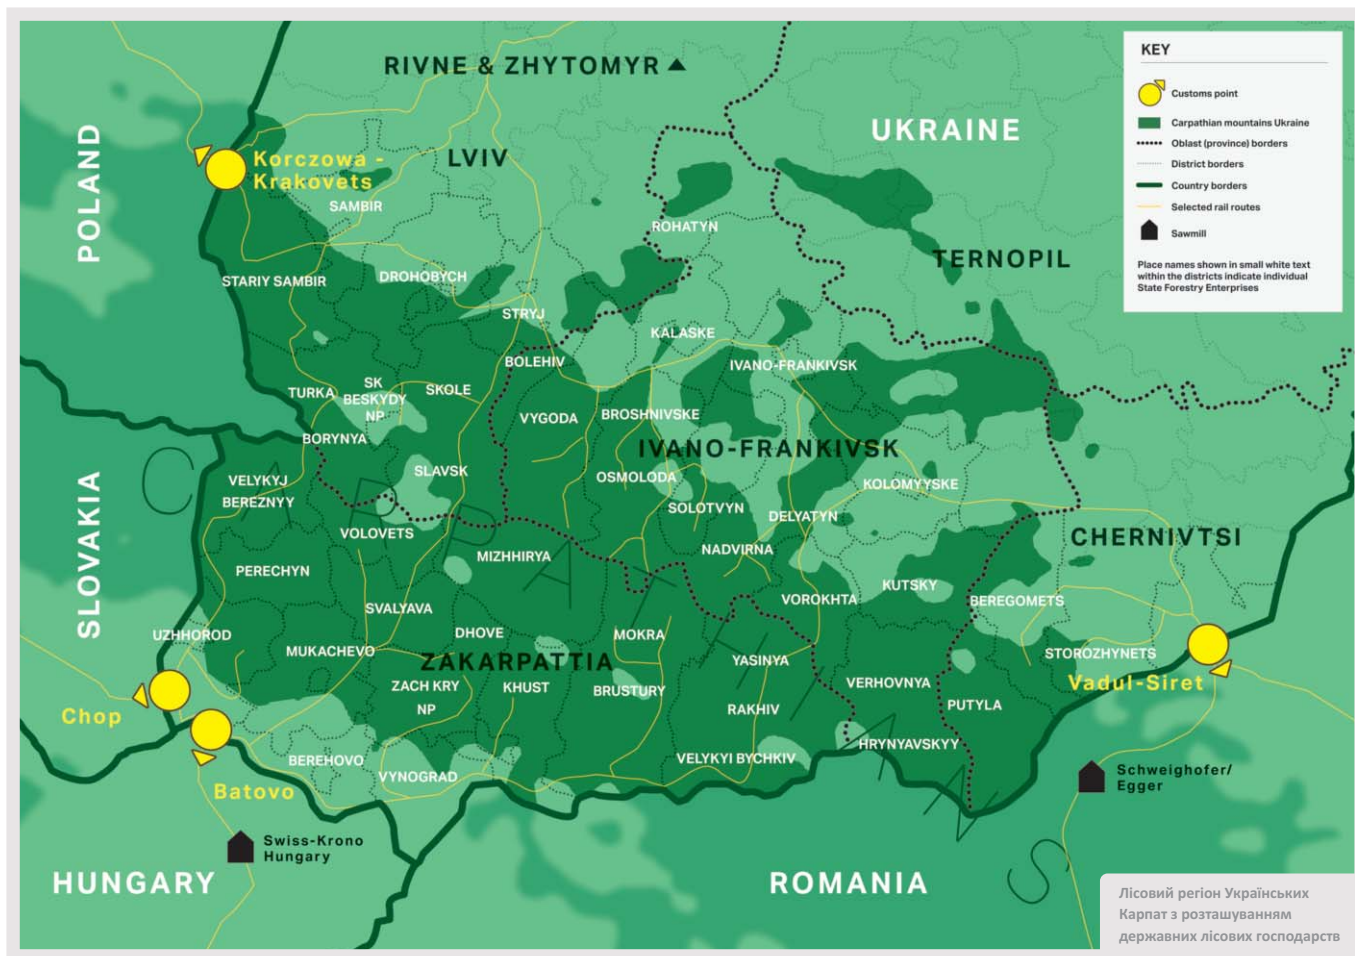 RIVNE & ZHYTOMYR
KEY
Customs point
Carpathian mountains Ukraine
Oblast (province) borders
District borders
Country borders
Selected rail routes
Sawmill
Place names shown in small white text
within the districts indicate individual
State Forestry Enterprises
POLAND
UKRAINE
LVIV
Korczowa -
Krakovets
SAMBIR
ROHATYN
TERNOPIL
STARIY SAMBIR
DROHOBYCH
STRYJ
KALASKE
BOLEHIV
IVANO-FRANKIVSK
TURKA
SK
BESKYDY
NP
SKOLE
VYGODA
BROSHNIVSKE
BORYNYA
IVANO-FRANKIVSK
SLAVSK
OSMOLODA
KOLOMYYSKE
VELYKYJ
BEREZNYY
SOLOTVYN
DELYATYN
SLOVAKIA
CARPATHIANS
VOLOVETS
MIZHHIRYA
NADVIRNA
CHERNIVTSI
PERECHYN
KUTSKY
VOROKHTA
BEREGOMETS
SVALYAVA
UZHHOROD
DHOVE
MOKRA
MUKACHEVO
ZAKARPATTIA
YASINYA
STOROZHYNETS
ZACH KRY
NP
KHUST
BRUSTURY
VERHOVNYA
Vadul-Siret
RAKHIV
PUTYLA
Chop
HRYNYAVSKYY
BEREHOVO
VYNOGRAD
VELYKYI BYCHKIV
Batovo
Schweighofer/
Egger
Swiss-Krono
Hungary
HUNGARY
ROMANIA
Лісовий регіон Українських
Карпат з розташуванням
державних лісових господарств